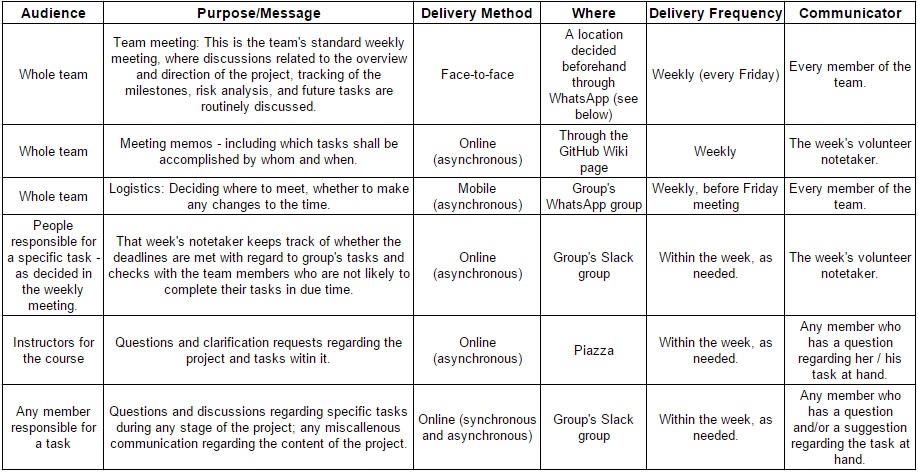 Audience Purpose/Message Delivery Method Where Delivery Frequency Communicator
Whole team
Team meeting: This is the team's standard weekly
meeting, where discussions related to the overview
and direction of the project, tracking of the
milestones, risk analysis, and future tasks are
routinely discussed.
Face-to-face
A location
decided
beforehand
through
WhatsApp (see
below)
Weekly (every Friday)
Every member of the
team.
Whole team
Meeting memos - including which tasks shall be
accomplished by whom and when.
Online
(asynchronous)
Through the
GitHub Wiki
page
Weekly
The week's volunteer
notetaker.
Whole team
Logistics: Deciding where to meet, whether to make
any changes to the time.
Mobile
(asynchronous)
Group's
WhatsApp group
Weekly, before Friday
meeting
Every member of the
team.
People
responsible for
a specific task -
as decided in
the weekly
meeting.
That week's notetaker keeps track of whether the
deadlines are met with regard to group's tasks and
checks with the team members who are not likely to
complete their tasks in due time.
Online
(asynchronous)
Group's Slack
group
Within the week, as
needed.
The week's volunteer
notetaker.
Instructors for
the course
Questions and clarification requests regarding the
project and tasks witin it.
Online
(asynchronous)
Piazza
Within the week, as
needed.
Any member who
has a question
regarding her / his
task at hand.
Any member
responsible for
a task
Questions and discussions regarding specific tasks
during any stage of the project; any miscallenous
communication regarding the content of the project.
Online (synchronous
and asynchronous)
Group's Slack
group
Within the week, as
needed.
Any member who
has a question
and/or a suggestion
regarding the task at
hand.